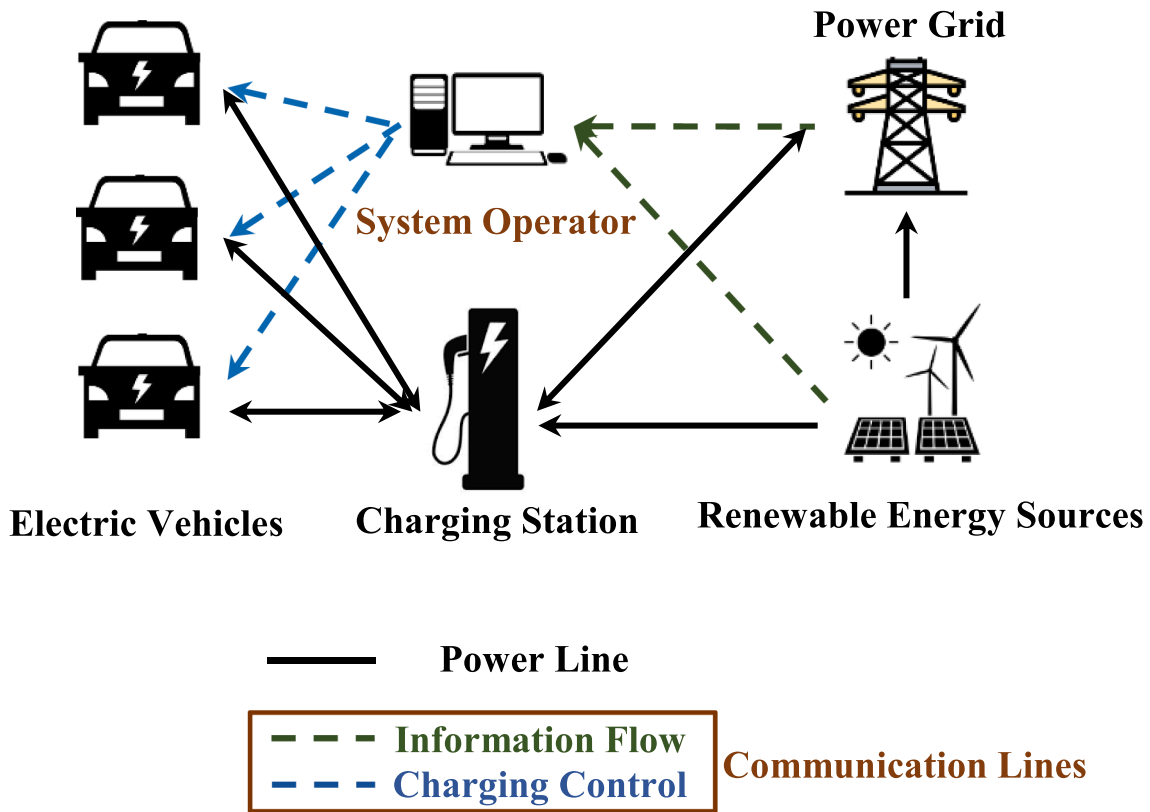 Power Grid
System Operator
Electric Vehicles
Charging Station
Renewable Energy Sources
Power Line
Information Flow
Charging Control
Communication Lines